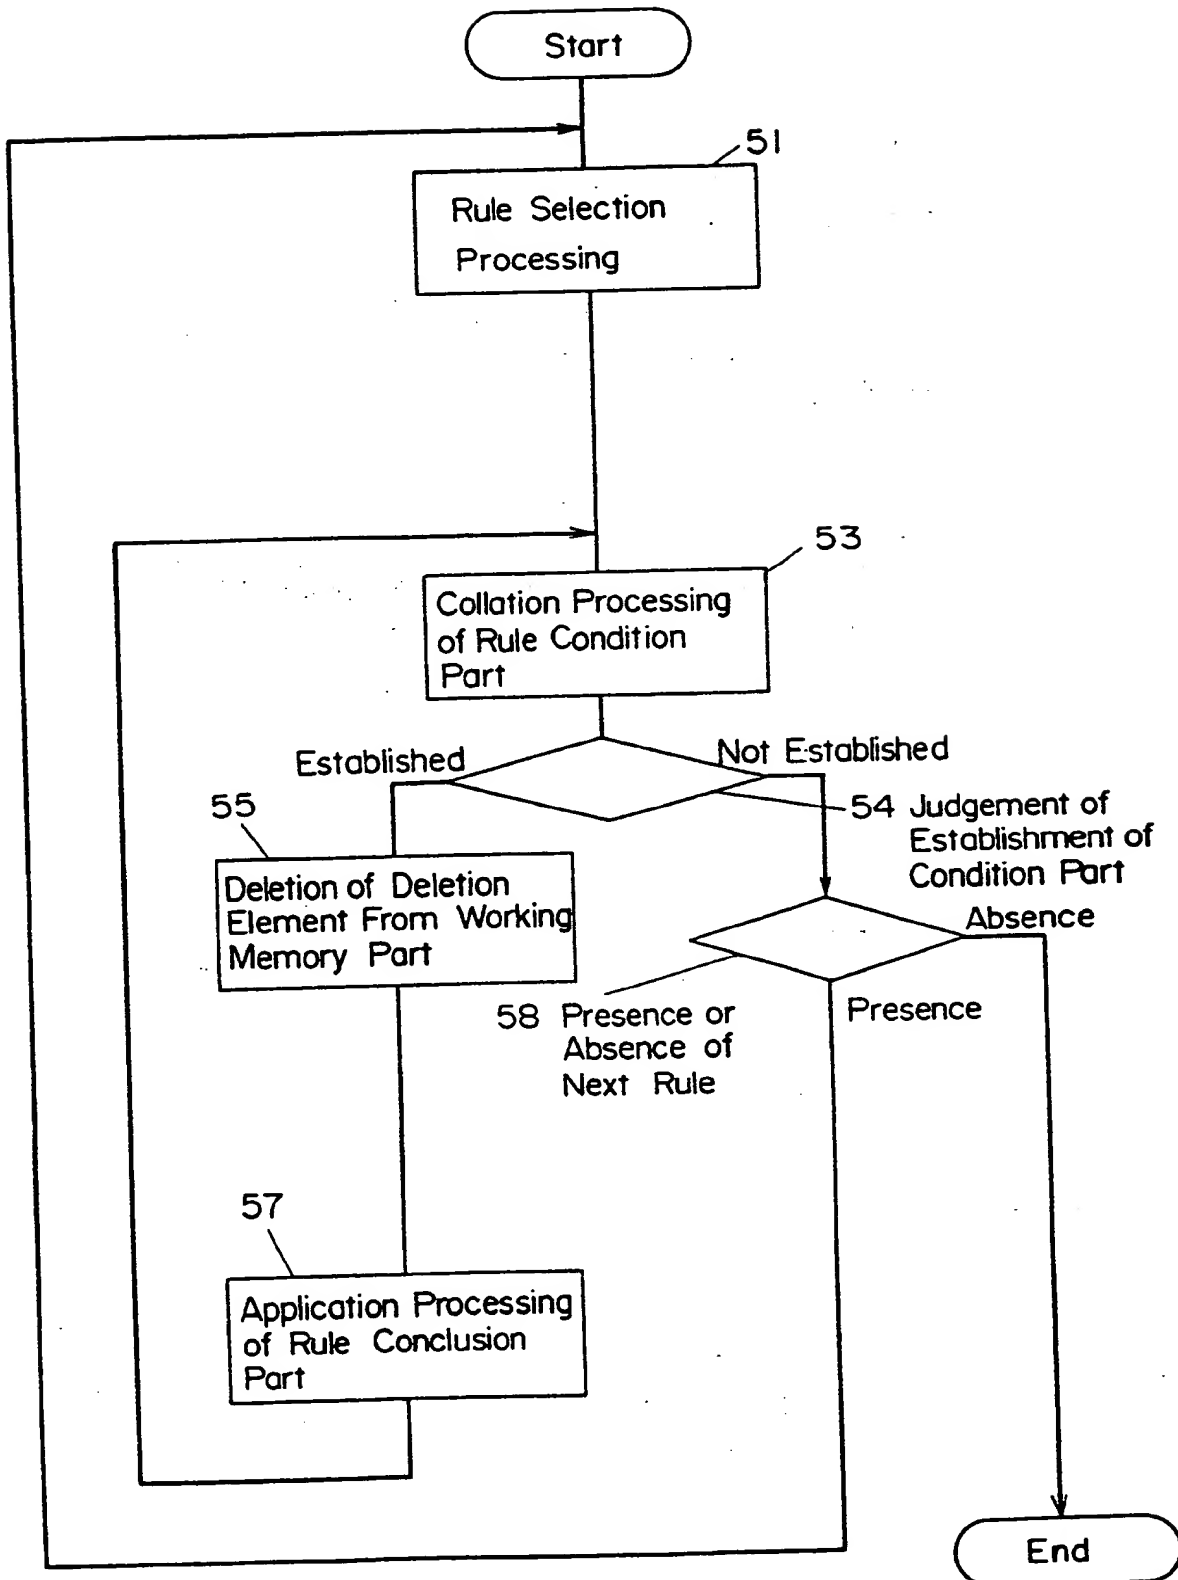 Start
51
Rule Selection
Processing
53
Collation Processing
of Rule Condition
Part
Established
Not Established
54 Judgement of
Establishment of
Condition Part
55
Deletion of Deletion
Element From Working
Memory Part
Absence
58 Presence or
Absence of
Next Rule
Presence
57
Application Processing
of Rule Conclusion
Part
End